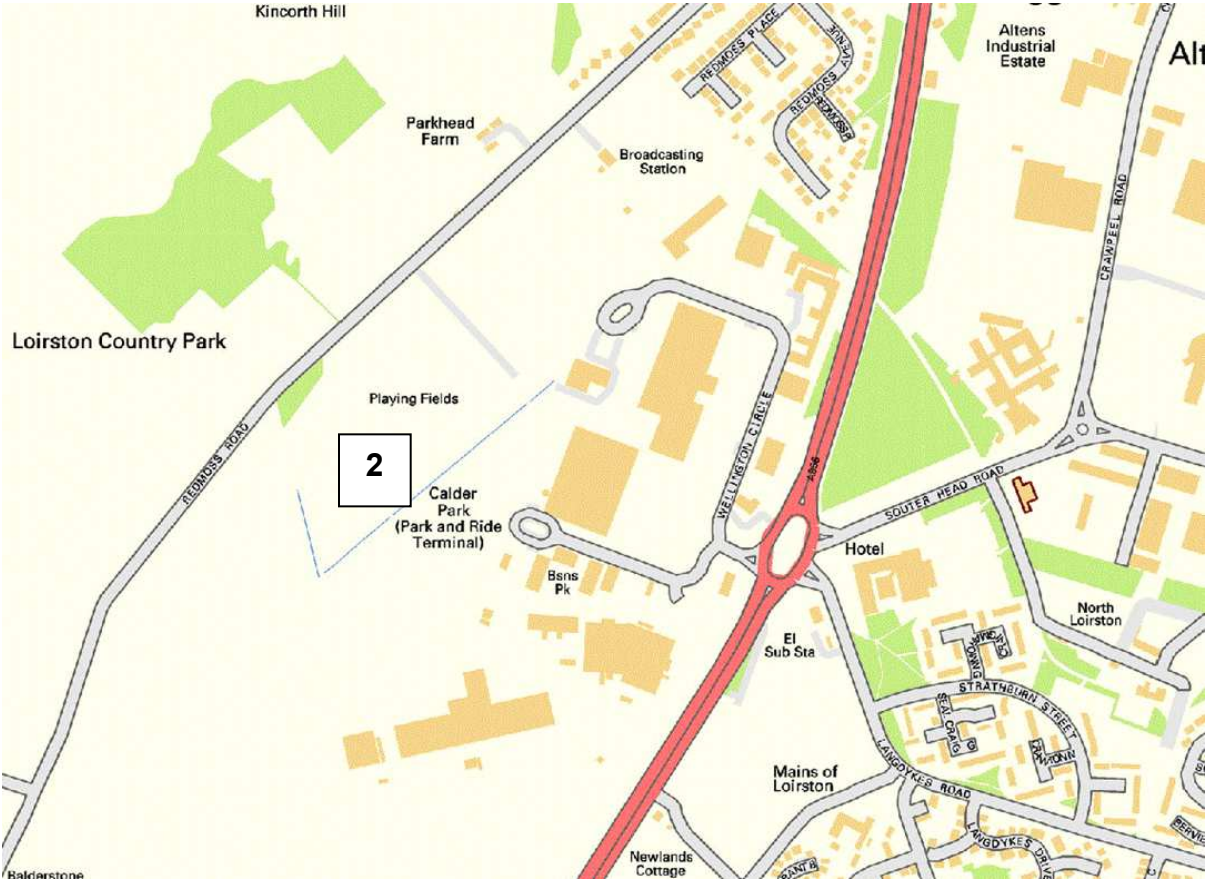 Kincorth Hill
Altens
Industrial
Estate
Alt
REDMOSS PLACE
AVENUE
REDMOSS
Parkhead
Farm
Broadcasting
Station
CRAWPEEL ROAD
Loirston Country Park
Playing Fields
REDMOSS ROAD
2
WELLINGTON CIRCLE
A956
Calder
Park
(Park and Ride
Terminal)
SOUTER HEAD ROAD
Hotel
Bsns
Pk
North
Loirston
El
Sub Sta
STRATHBURN STREET
SEAL CRAIG
LANGDYKES ROAD
Mains of
Loirston
LANGDYKES DRIVE
Newlands
Cottage
Balderstone